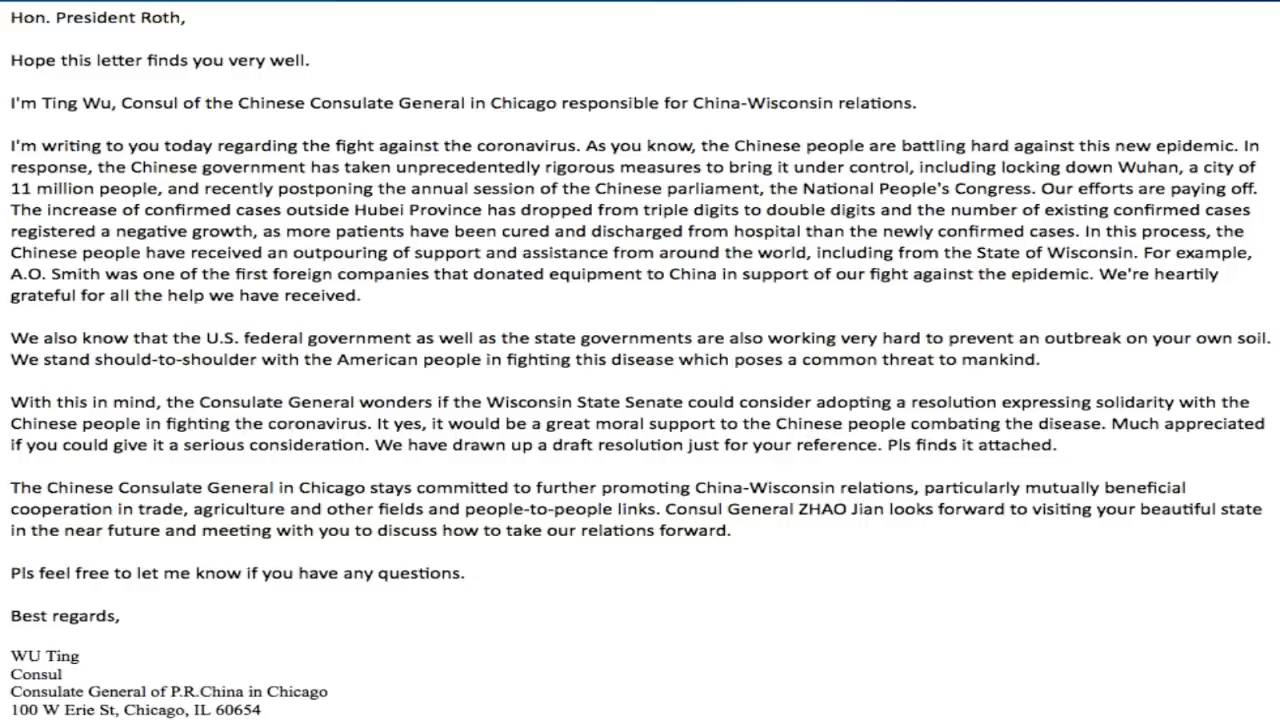 Hon. President Roth,
Hope this letter finds you very well.
I'm Ting Wu, Consul of the Chinese Consulate General in Chicago responsible for China-Wisconsin relations.
I'm writing to you today regarding the fight against the coronavirus. As you know, the Chinese people are battling hard against this new epidemic. In
response, the Chinese government has taken unprecedentedly rigorous measures to bring it under control, including locking down Wuhan, a city of
11 million people, and recently postponing the annual session of the Chinese parliament, the National People's Congress. Our efforts are paying off.
The increase of confirmed cases outside Hubei Province has dropped from triple digits to double digits and the number of existing confirmed cases
registered a negative growth, as more patients have been cured and discharged from hospital than the newly confirmed cases. In this process, the
Chinese people have received an outpouring of support and assistance from around the world, including from the State of Wisconsin. For example,
A.O. Smith was one of the first foreign companies that donated equipment to China in support of our fight against the epidemic. We're heartily
grateful for all the help we have received.
We also know that the U.S. federal government as well as the state governments are also working very hard to prevent an outbreak on your own soil.
We stand should-to-shoulder with the American people in fighting this disease which poses a common threat to mankind.
With this in mind, the Consulate General wonders if the Wisconsin State Senate could consider adopting a resolution expressing solidarity with the
Chinese people in fighting the coronavirus. It yes, it would be a great moral support to the Chinese people combating the disease. Much appreciated
if you could give it a serious consideration. We have drawn up a draft resolution just for your reference. Pls finds it attached.
The Chinese Consulate General in Chicago stays committed to further promoting China-Wisconsin relations, particularly mutually beneficial
cooperation in trade, agriculture and other fields and people-to-people links. Consul General ZHAO Jian looks forward to visiting your beautiful state
in the near future and meeting with you to discuss how to take our relations forward.
Pls feel free to let me know if you have any questions.
Best regards,
WU Ting
Consul
Consulate General of P.R.China in Chicago
100 W Erie St, Chicago, IL 60654